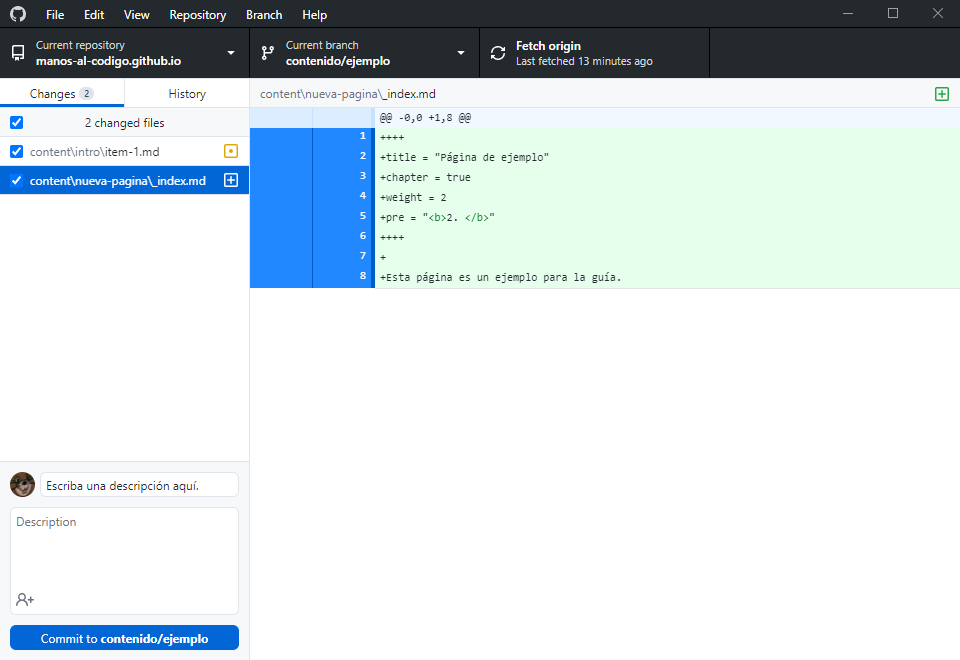 File Edit View Repository Branch Help
Current repository
manos-al-codigo.github.io
Current branch
contenido/ejemplo
Fetch origin
Last fetched 13 minutes ago
Changes 2
History
2 changed files
content\intro\item-1.md
content\nueva-pagina\_index.md
Escriba una descripción aquí.
Description
Commit to contenido/ejemplo
content\nueva-pagina\_index.md
@@ -0,0 +1,8 @@
1 ++++
2 +title = "Página de ejemplo"
3 +chapter = true
4 +weight = 2
5 +pre = "<b>2. </b>"
6 ++++
7 +
8 +Esta página es un ejemplo para la guía.